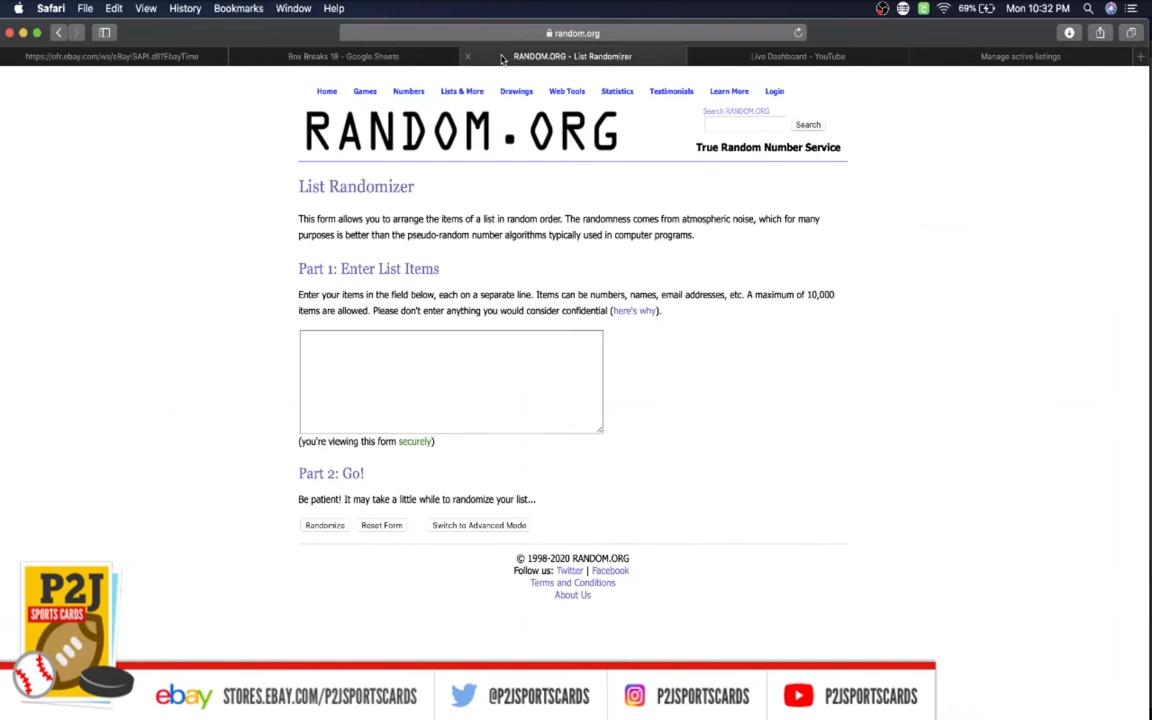 Safari File Edit View History Bookmarks Window Help 69% Mon 10:32 PM
random.org
https://ofr.ebay.com/ws/eBayISAPI.dll?EbayTime Box Breaks 18 - Google Sheets RANDOM.ORG - List Randomizer Live Dashboard - YouTube Manage active listings
Home Games Numbers Lists & More Drawings Web Tools Statistics Testimonials Learn More Login
Search RANDOM.ORG
Search
RANDOM.ORG
True Random Number Service
List Randomizer
This form allows you to arrange the items of a list in random order. The randomness comes from atmospheric noise, which for many
purposes is better than the pseudo-random number algorithms typically used in computer programs.
Part 1: Enter List Items
Enter your items in the field below, each on a separate line. Items can be numbers, names, email addresses, etc. A maximum of 10,000
items are allowed. Please don't enter anything you would consider confidential (here's why).
(you're viewing this form securely)
Part 2: Go!
Be patient! It may take a little while to randomize your list...
Randomize Reset Form Switch to Advanced Mode
© 1998-2020 RANDOM.ORG
Follow us: Twitter | Facebook
Terms and Conditions
About Us
P2J
SPORTS CARDS
ebay STORES.EBAY.COM/P2JSPORTSCARDS @P2JSPORTSCARDS P2JSPORTSCARDS P2JSPORTSCARDS